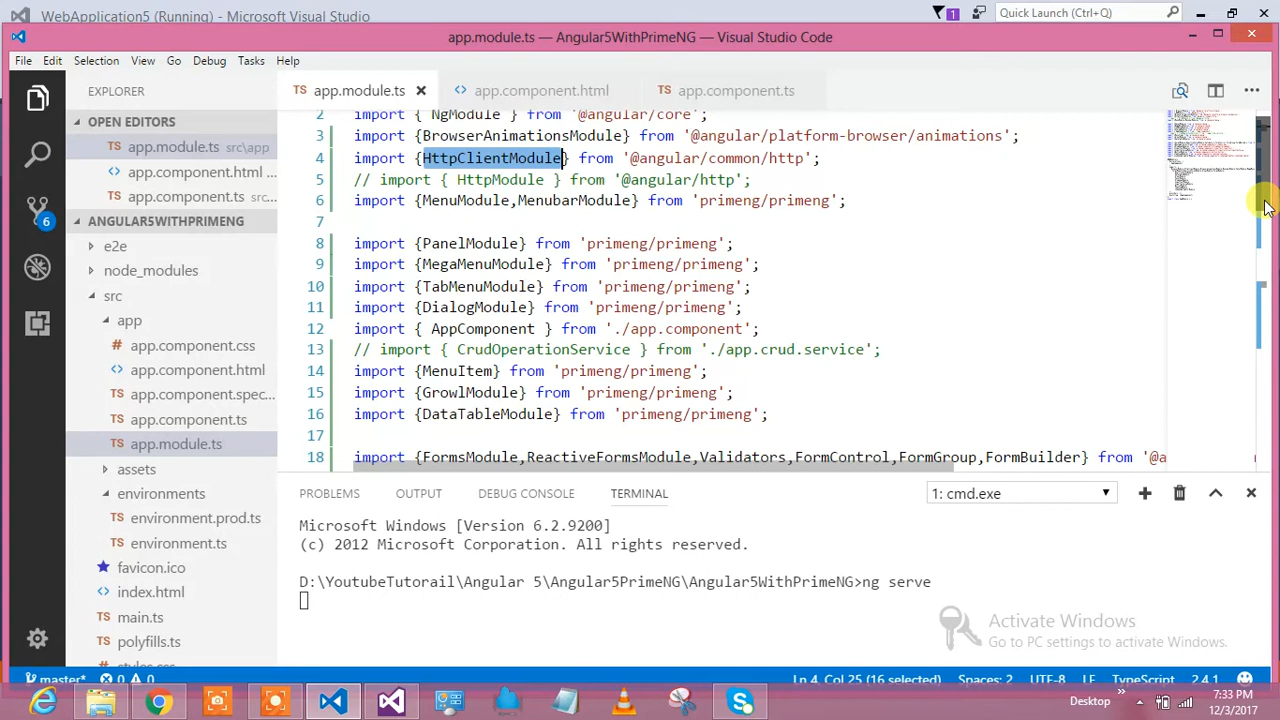 WebApplication5 (Running) - Microsoft Visual Studio
1
Quick Launch (Ctrl+Q)
app.module.ts — Angular5WithPrimeNG — Visual Studio Code
File Edit Selection View Go Debug Tasks Help
EXPLORER
TS app.module.ts
<> app.component.html
TS app.component.ts
OPEN EDITORS
TS app.module.ts src\app
<> app.component.html ...
TS app.component.ts src...
ANGULAR5WITHPRIMENG
e2e
node_modules
src
app
# app.component.css
<> app.component.html
TS app.component.spec...
TS app.component.ts
TS app.module.ts
assets
environments
TS environment.prod.ts
TS environment.ts
favicon.ico
<> index.html
TS main.ts
TS polyfills.ts
styles.css
6
2 import { NgModule } from '@angular/core';
3 import {BrowserAnimationsModule} from '@angular/platform-browser/animations';
4 import {HttpClientModule} from '@angular/common/http';
5 // import { HttpModule } from '@angular/http';
6 import {MenuModule,MenubarModule} from 'primeng/primeng';
7
8 import {PanelModule} from 'primeng/primeng';
9 import {MegaMenuModule} from 'primeng/primeng';
10 import {TabMenuModule} from 'primeng/primeng';
11 import {DialogModule} from 'primeng/primeng';
12 import { AppComponent } from './app.component';
13 // import { CrudOperationService } from './app.crud.service';
14 import {MenuItem} from 'primeng/primeng';
15 import {GrowlModule} from 'primeng/primeng';
16 import {DataTableModule} from 'primeng/primeng';
17
18 import {FormsModule,ReactiveFormsModule,Validators,FormControl,FormGroup,FormBuilder} from '@a
PROBLEMS OUTPUT DEBUG CONSOLE TERMINAL
1: cmd.exe
Microsoft Windows [Version 6.2.9200]
(c) 2012 Microsoft Corporation. All rights reserved.
D:\YoutubeTutorail\Angular 5\Angular5PrimeNG\Angular5WithPrimeNG>ng serve
Activate Windows
Go to PC settings to activate Windows.
master* 0 0
Ln 4, Col 25 (16 selected) Spaces: 2 UTF-8 LF TypeScript 2.4.1
Desktop
7:33 PM
12/3/2017